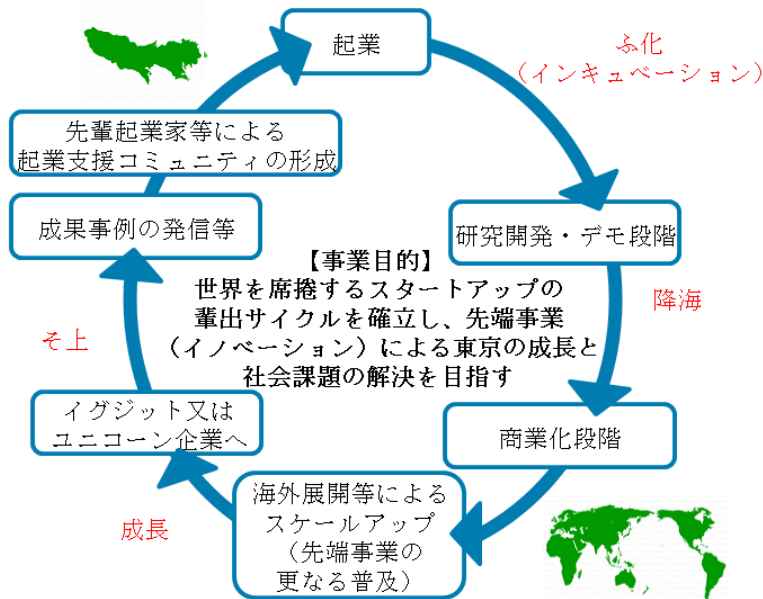 起業
ふ化
（インキュベーション）
研究開発・デモ段階
降海
商業化段階
海外展開等による
スケールアップ
（先端事業の
更なる普及）
成長
イグジット又は
ユニコーン企業へ
そ上
成果事例の発信等
先輩起業家等による
起業支援コミュニティの形成
【事業目的】
世界を席捲するスタートアップの
輩出サイクルを確立し、先端事業
（イノベーション）による東京の成長と
社会課題の解決を目指す